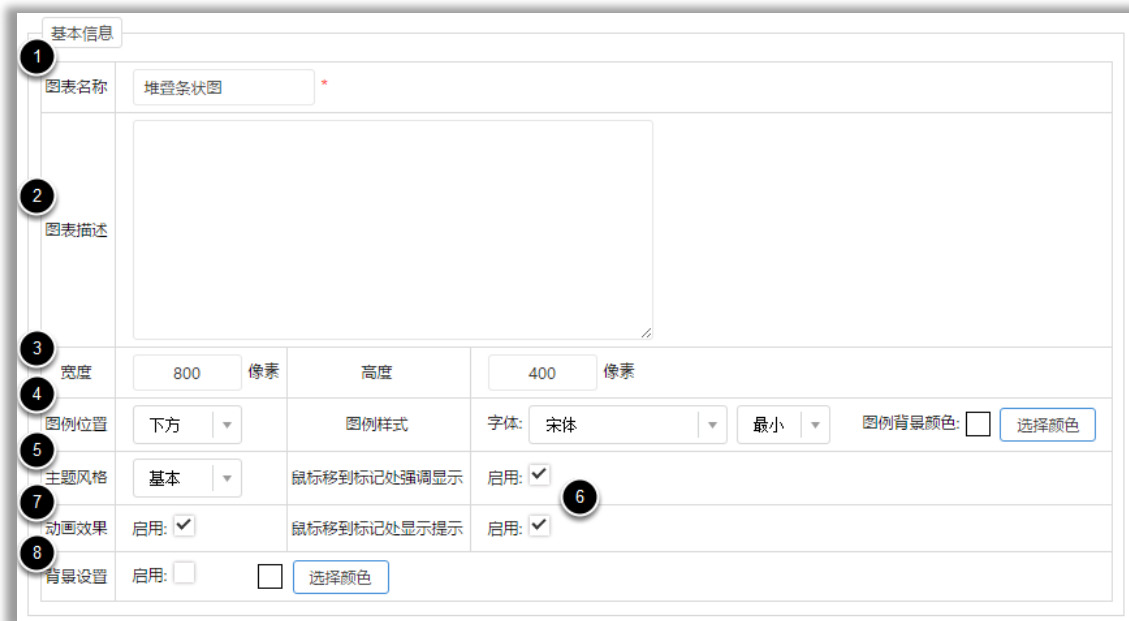 基本信息
1
图表名称 堆叠条状图 *
2
图表描述
3
宽度 800 像素 高度 400 像素
4
图例位置 下方 图例样式 字体: 宋体 最小 图例背景颜色: 选择颜色
5
主题风格 基本 鼠标移到标记处强调显示 启用:
6
7
动画效果 启用: 鼠标移到标记处显示提示 启用:
8
背景设置 启用: 选择颜色